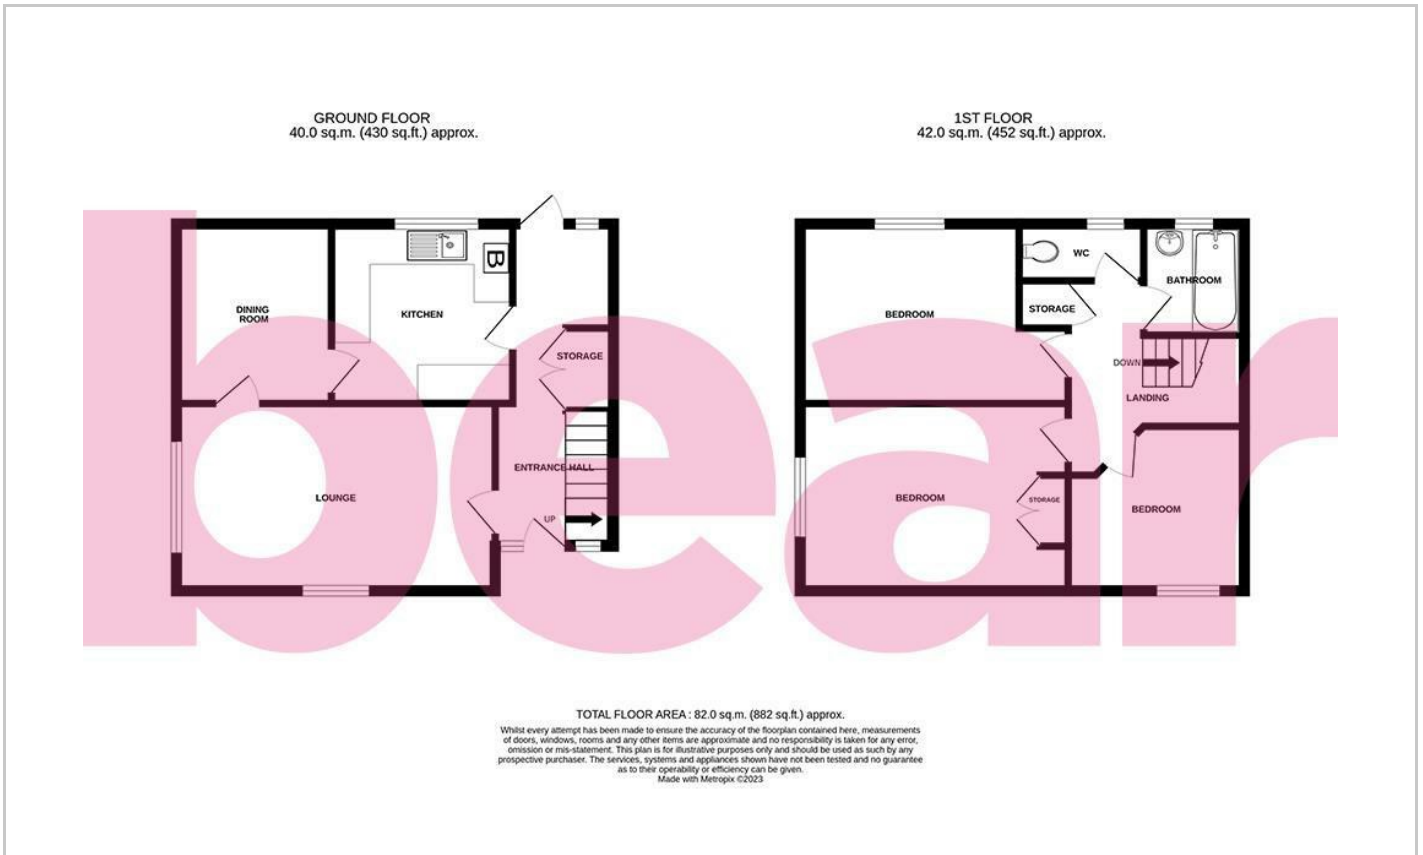 GROUND FLOOR
40.0 sq.m. (430 sq.ft.) approx.
DINING
ROOM
KITCHEN
B
STORAGE
LOUNGE
ENTRANCE HALL
UP
1ST FLOOR
42.0 sq.m. (452 sq.ft.) approx.
WC
BATHROOM
STORAGE
BEDROOM
DOWN
LANDING
BEDROOM
STORAGE
BEDROOM
bear
TOTAL FLOOR AREA : 82.0 sq.m. (882 sq.ft.) approx.
Whilst every attempt has been made to ensure the accuracy of the floorplan contained here, measurements
of doors, windows, rooms and any other items are approximate and no responsibility is taken for any error,
omission or mis-statement. This plan is for illustrative purposes only and should be used as such by any
prospective purchaser. The services, systems and appliances shown have not been tested and no guarantee
as to their operability or efficiency can be given.
Made with Metropix ©2023